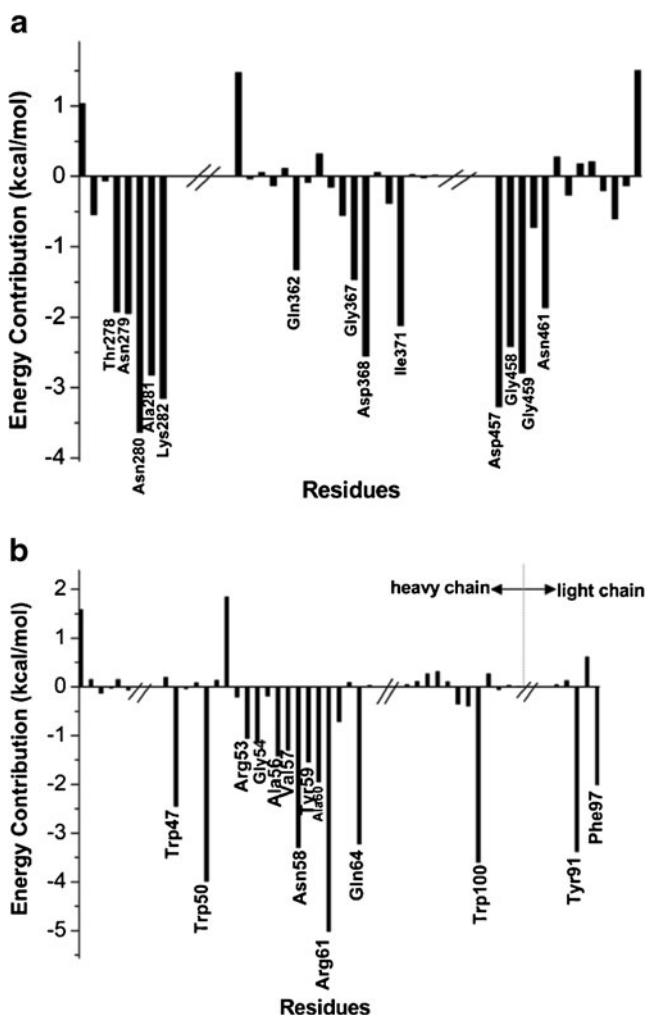 a
Energy Contribution (kcal/mol)
1
0
-1
-2
-3
-4
Thr278
Asn279
Asn280
Ala281
Lys282
Gln362
Gly367
Asp368
Ile371
Asp457
Gly458
Gly459
Asn461
Residues
b
Energy Contribution (kcal/mol)
2
1
0
-1
-2
-3
-4
-5
heavy chain
light chain
Trp47
Trp50
Arg53
Gly54
Ala56
Val57
Asn58
Tyr59
Ala60
Arg61
Gln64
Trp100
Tyr91
Phe97
Residues